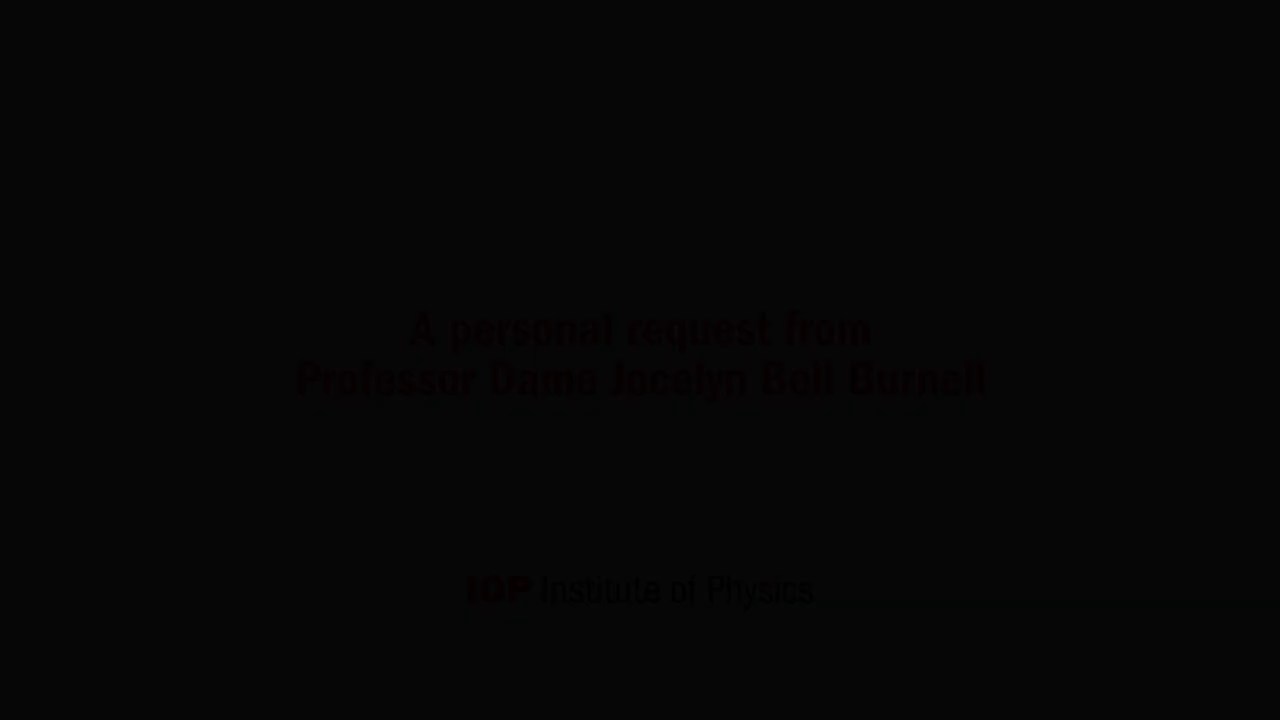 A personal request from
Professor Dame Jocelyn Bell Burnell
IOP Institute of Physics